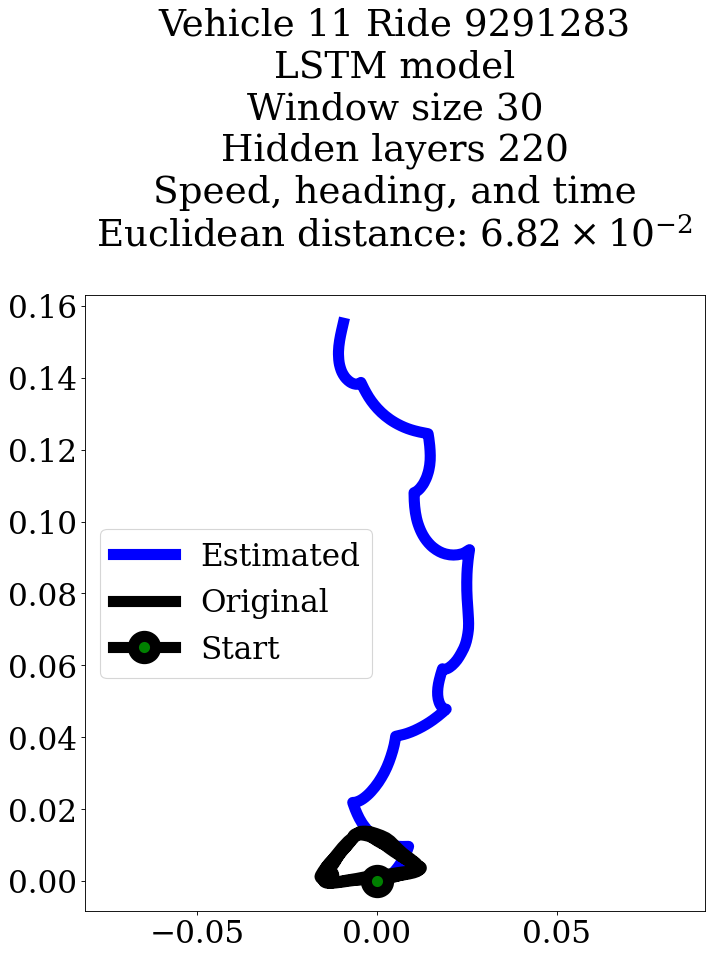 Vehicle 11 Ride 9291283
LSTM model
Window size 30
Hidden layers 220
Speed, heading, and time
Euclidean distance: 6.82 × 10⁻²
0.16
0.14
0.12
0.10
0.08
0.06
0.04
0.02
0.00
Estimated
Original
Start
−0.05
0.00
0.05